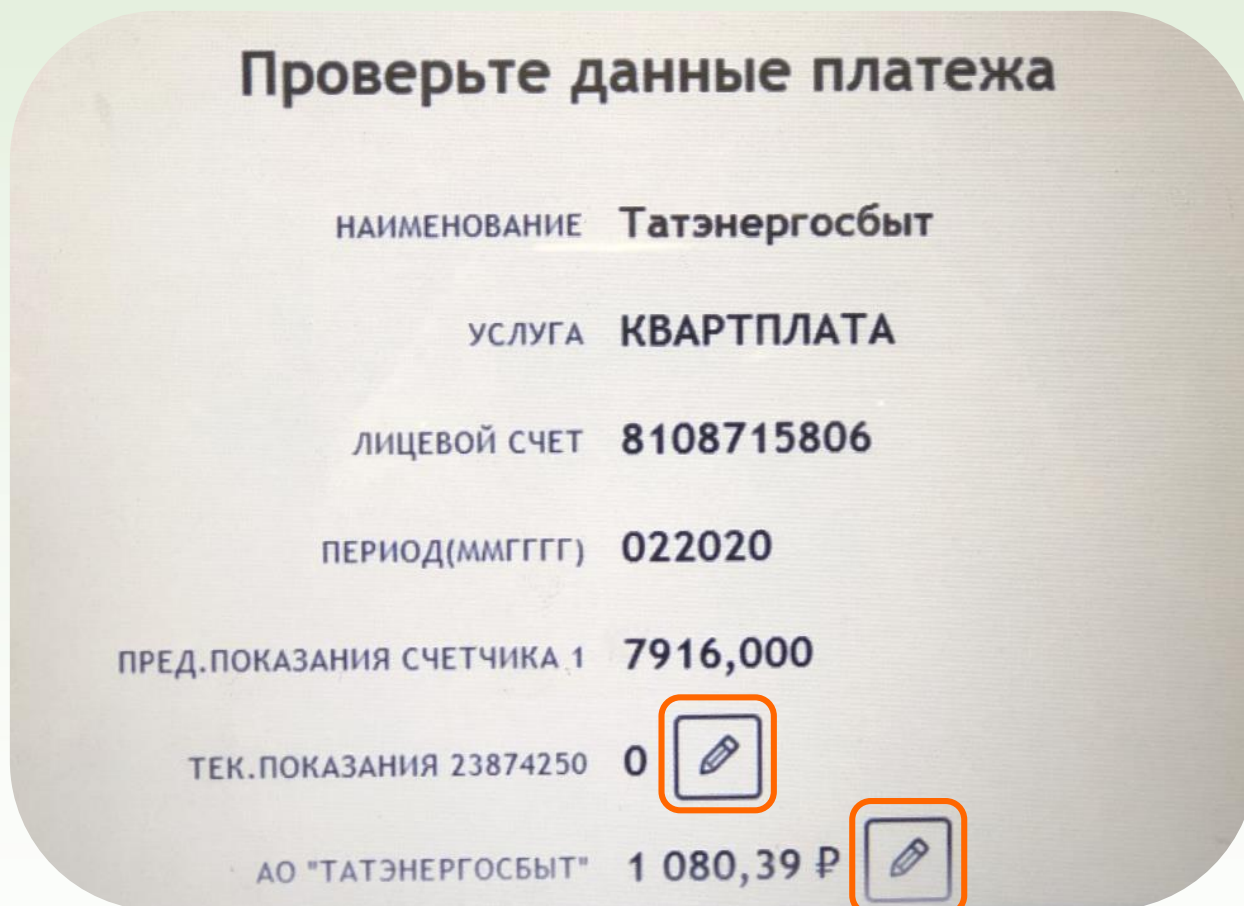 Проверьте данные платежа
НАИМЕНОВАНИЕ Татэнергосбыт
УСЛУГА КВАРТПЛАТА
ЛИЦЕВОЙ СЧЕТ 8108715806
ПЕРИОД(ММГГГГ) 022020
ПРЕД.ПОКАЗАНИЯ СЧЕТЧИКА 1 7916,000
ТЕК.ПОКАЗАНИЯ 23874250 0
АО "ТАТЭНЕРГОСБЫТ" 1 080,39 ₽